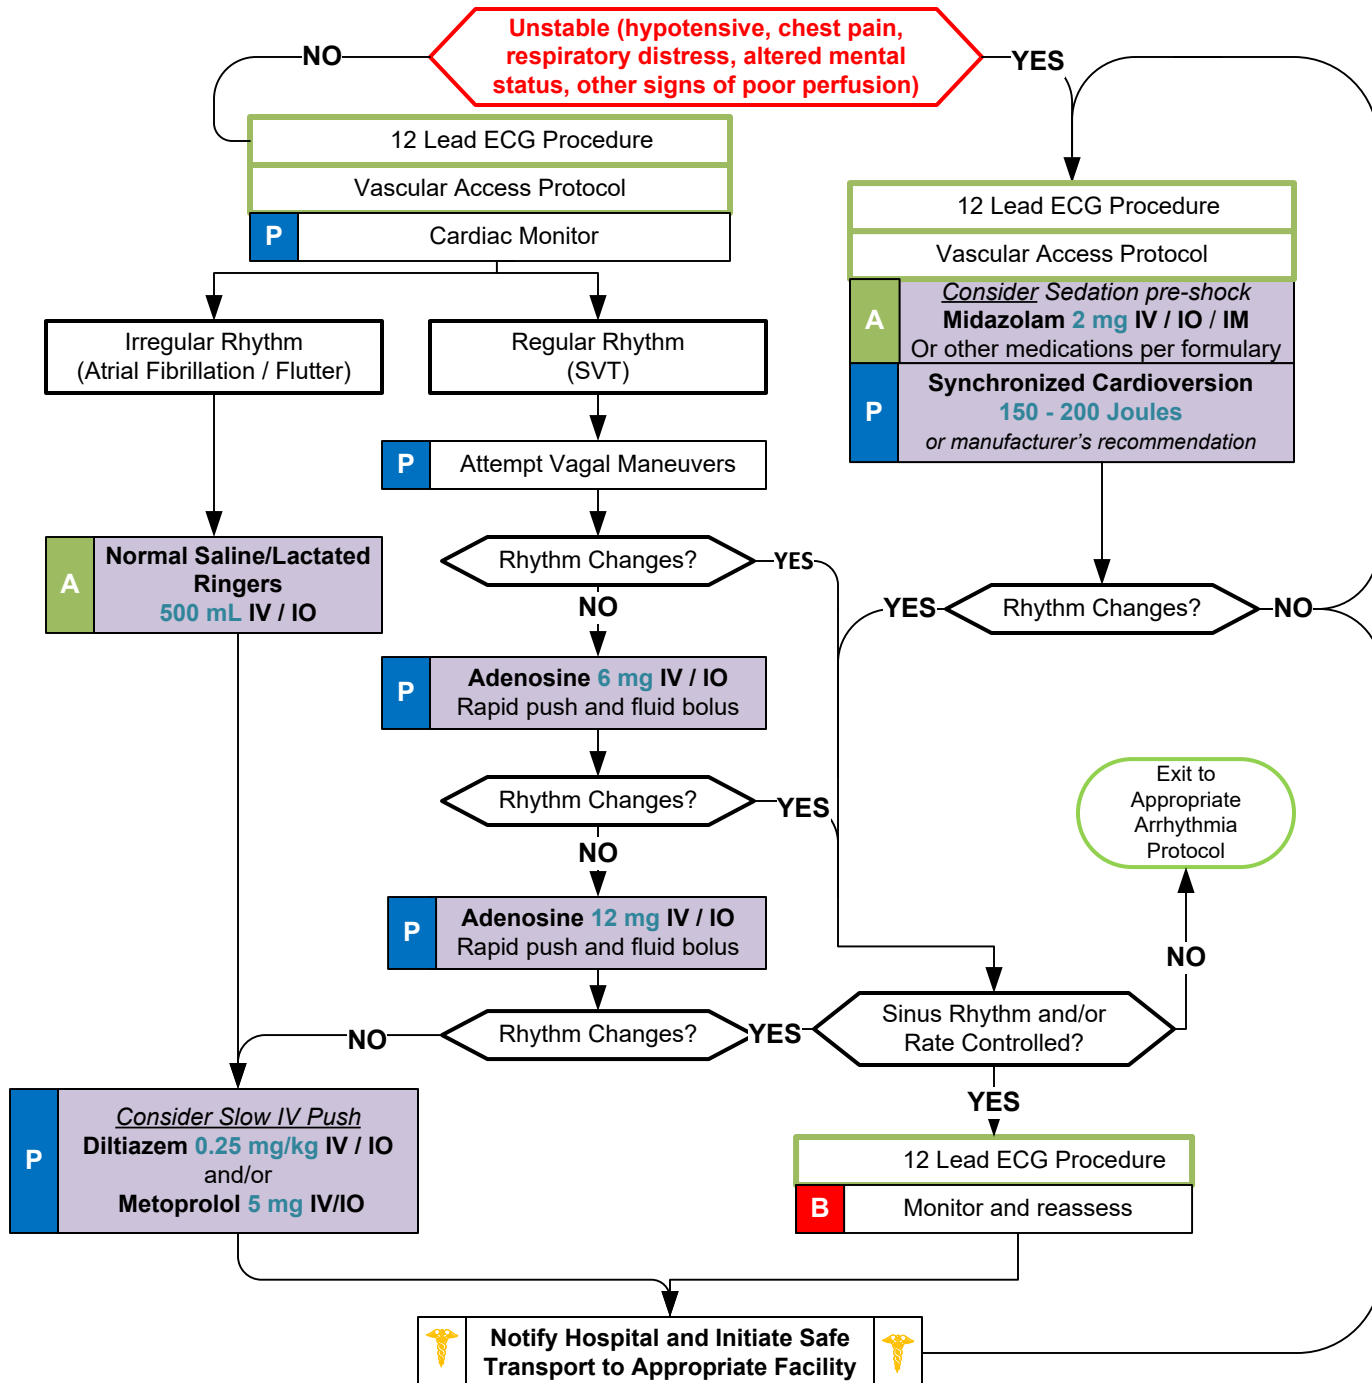 Unstable (hypotensive, chest pain,
respiratory distress, altered mental
status, other signs of poor perfusion)
NO
YES
12 Lead ECG Procedure
Vascular Access Protocol
P
Cardiac Monitor
12 Lead ECG Procedure
Vascular Access Protocol
A
Consider Sedation pre-shock
Midazolam 2 mg IV / IO / IM
Or other medications per formulary
P
Synchronized Cardioversion
150 - 200 Joules
or manufacturer's recommendation
Irregular Rhythm
(Atrial Fibrillation / Flutter)
Regular Rhythm
(SVT)
P
Attempt Vagal Maneuvers
A
Normal Saline/Lactated
Ringers
500 mL IV / IO
Rhythm Changes?
YES
NO
YES
Rhythm Changes?
NO
P
Adenosine 6 mg IV / IO
Rapid push and fluid bolus
Rhythm Changes?
YES
NO
Exit to
Appropriate
Arrhythmia
Protocol
P
Adenosine 12 mg IV / IO
Rapid push and fluid bolus
NO
NO
Rhythm Changes?
YES
Sinus Rhythm and/or
Rate Controlled?
YES
P
Consider Slow IV Push
Diltiazem 0.25 mg/kg IV / IO
and/or
Metoprolol 5 mg IV/IO
12 Lead ECG Procedure
B
Monitor and reassess
Notify Hospital and Initiate Safe
Transport to Appropriate Facility